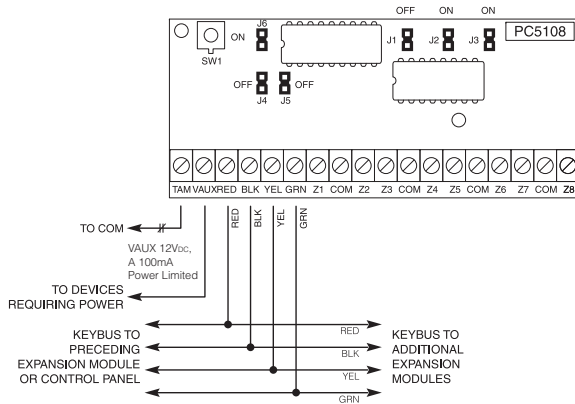 OFF ON ON
PC5108
J6
ON
J1 J2 J3
SW1
OFF OFF
J4 J5
TAM VAUX RED BLK YEL GRN Z1 COM Z2 Z3 COM Z4 Z5 COM Z6 Z7 COM Z8
RED BLK YEL GRN
TO COM
VAUX 12VDC,
A 100mA
Power Limited
TO DEVICES
REQUIRING POWER
RED
KEYBUS TO
PRECEDING
EXPANSION MODULE
OR CONTROL PANEL
KEYBUS TO
ADDITIONAL
EXPANSION
MODULES
BLK
YEL
GRN